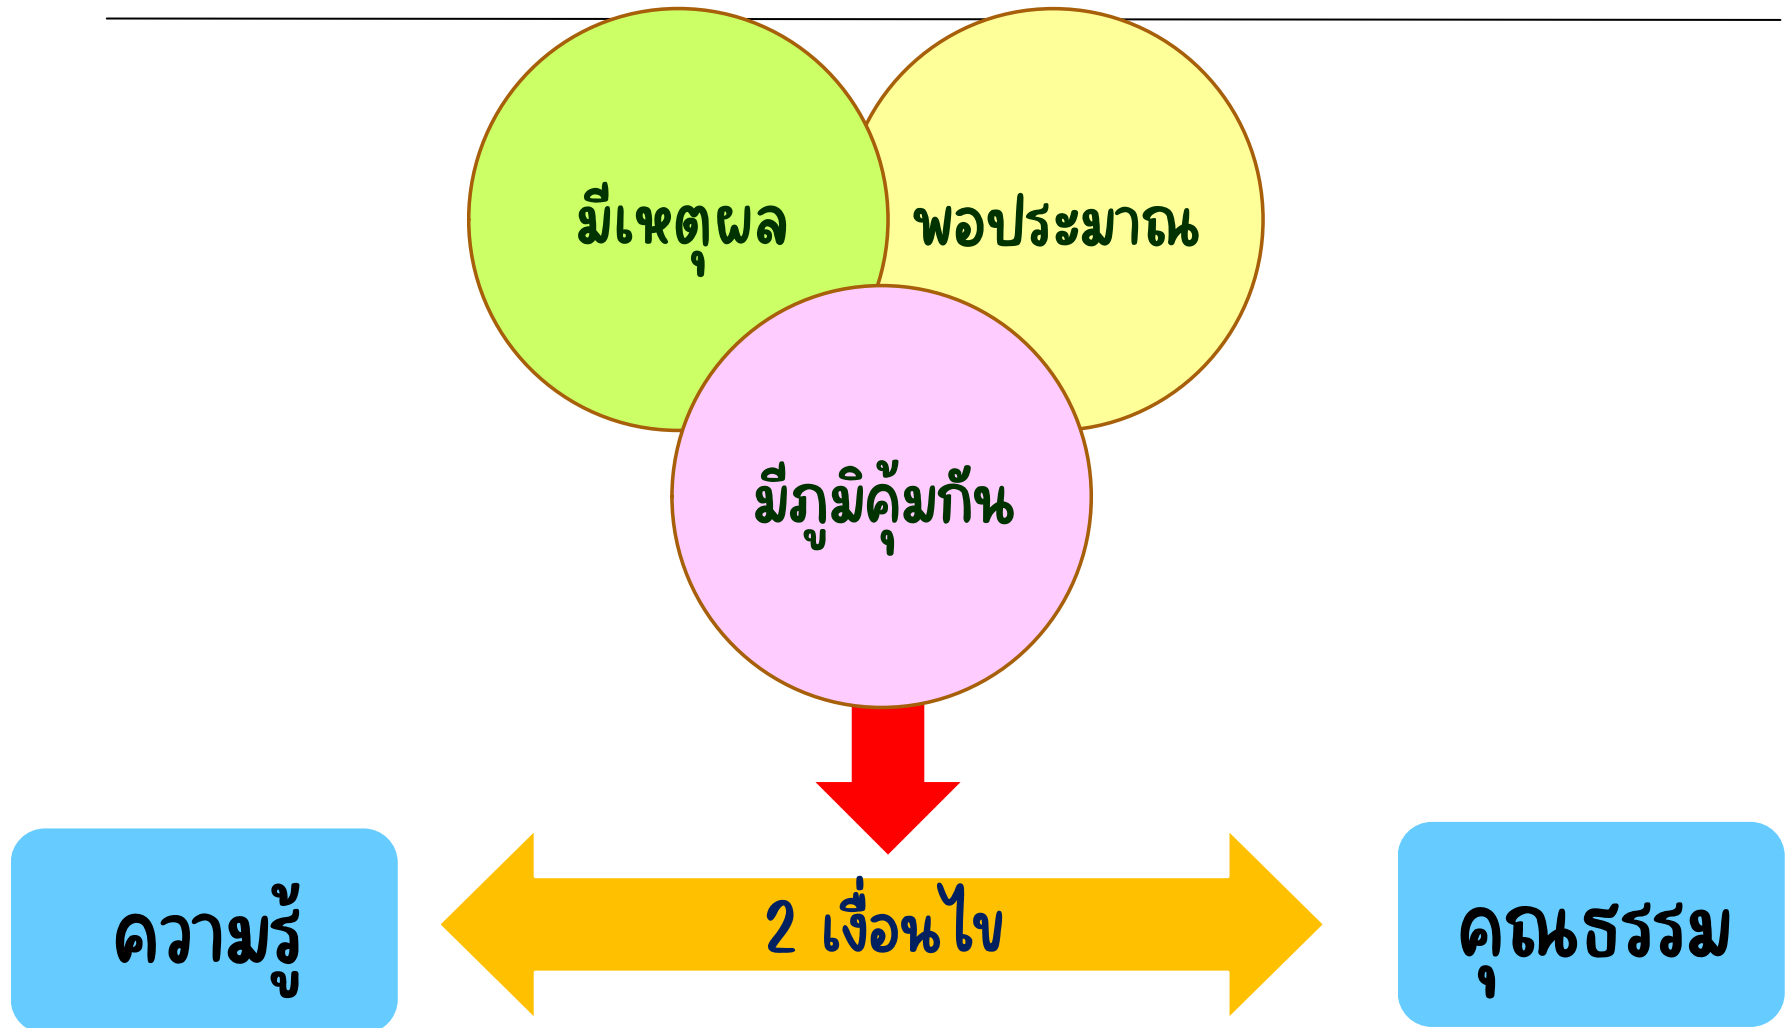 มีเหตุผล
พอประมาณ
มีภูมิคุ้มกัน
ความรู้
2 เงื่อนไข
คุณธรรม